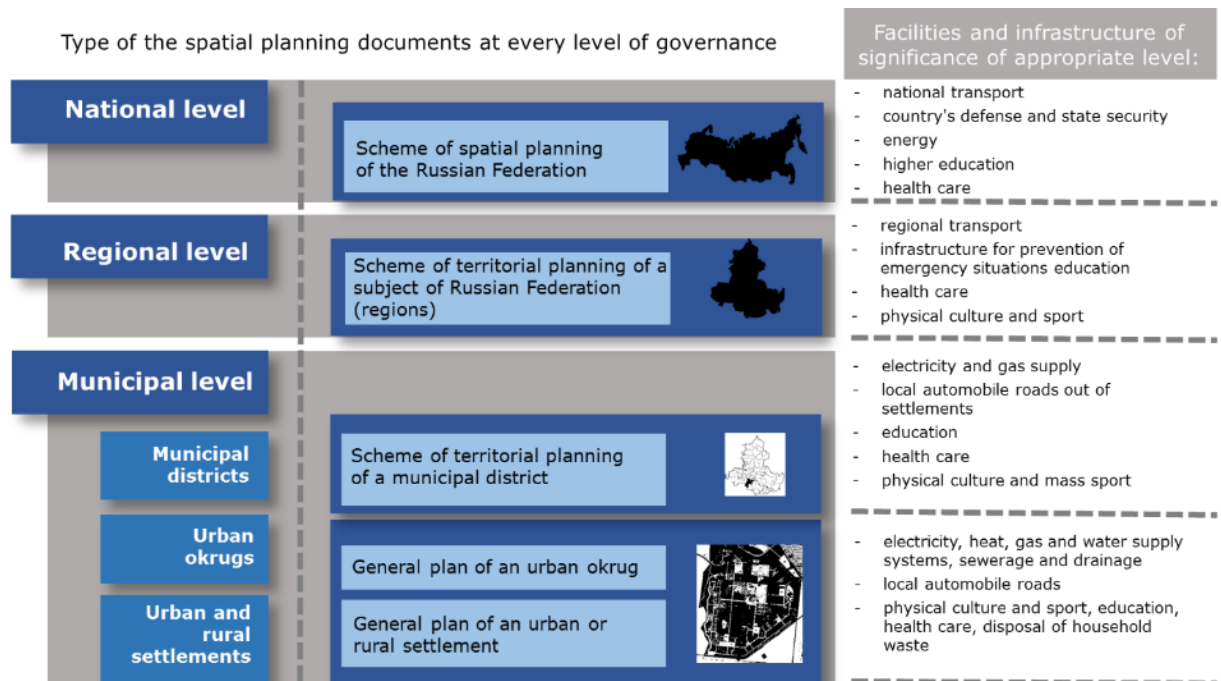 Type of the spatial planning documents at every level of governance
Facilities and infrastructure of
significance of appropriate level:
National level
Scheme of spatial planning
of the Russian Federation
- national transport
- country's defense and state security
- energy
- higher education
- health care
Regional level
Scheme of territorial planning of a
subject of Russian Federation
(regions)
- regional transport
- infrastructure for prevention of
emergency situations education
- health care
- physical culture and sport
Municipal level
Municipal
districts
Scheme of territorial planning
of a municipal district
- electricity and gas supply
- local automobile roads out of
settlements
- education
- health care
- physical culture and mass sport
Urban
okrugs
General plan of an urban okrug
Urban and
rural
settlements
General plan of an urban or
rural settlement
- electricity, heat, gas and water supply
systems, sewerage and drainage
- local automobile roads
- physical culture and sport, education,
health care, disposal of household
waste